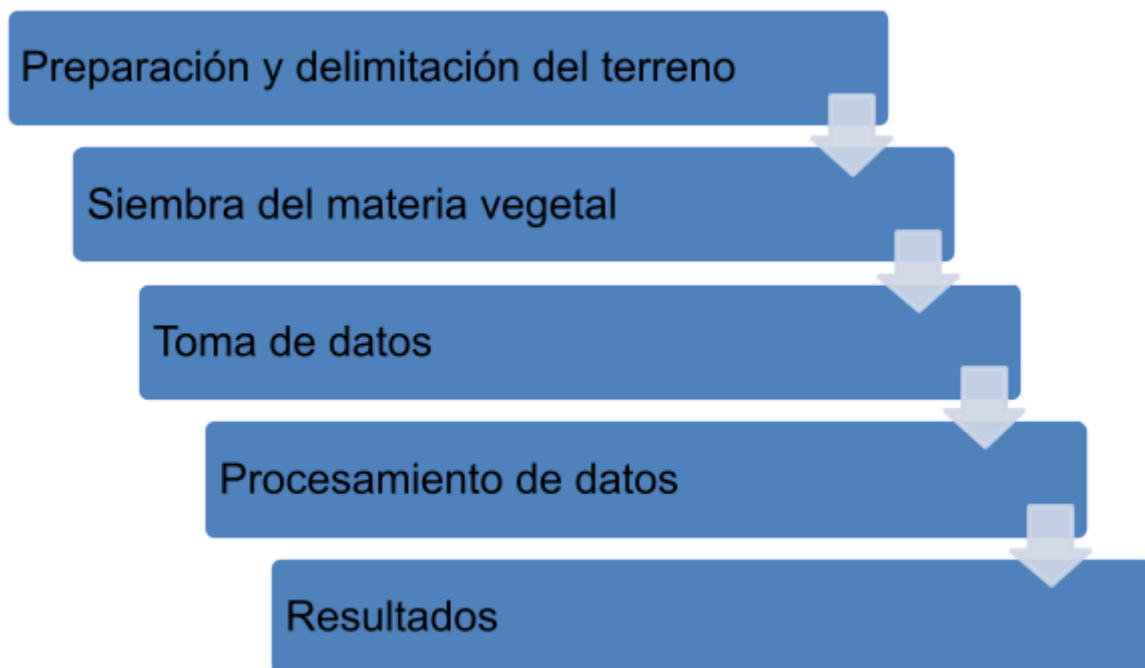 Preparación y delimitación del terreno
Siembra del materia vegetal
Toma de datos
Procesamiento de datos
Resultados